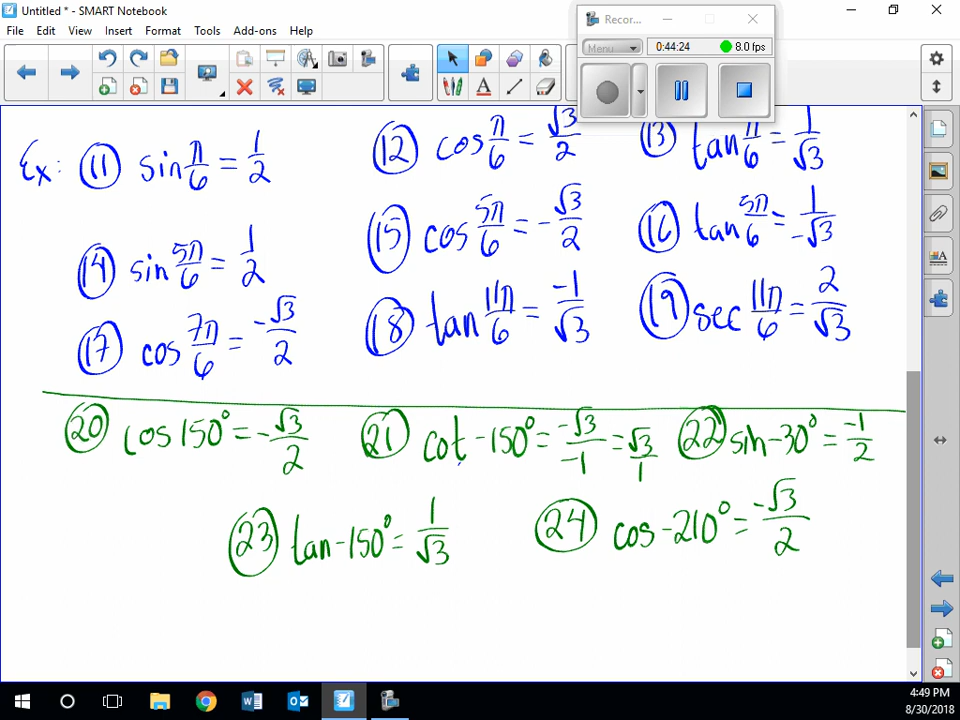 Untitled * - SMART Notebook
File Edit View Insert Format Tools Add-ons Help
Recor...
Menu 0:44:24 8.0 fps
Ex: 11 sin π/6 = 1/2
12 cos π/6 = √3/2
13 tan π/6 = 1/√3
14 sin 5π/6 = 1/2
15 cos 5π/6 = -√3/2
16 tan 5π/6 = 1/-√3
17 cos 7π/6 = -√3/2
18 tan 11π/6 = -1/√3
19 sec 11π/6 = 2/√3
20 cos 150° = -√3/2
21 cot -150° = -√3/-1 = √3/1
22 sin -30° = -1/2
23 tan -150° = 1/√3
24 cos -210° = -√3/2
4:49 PM
8/30/2018